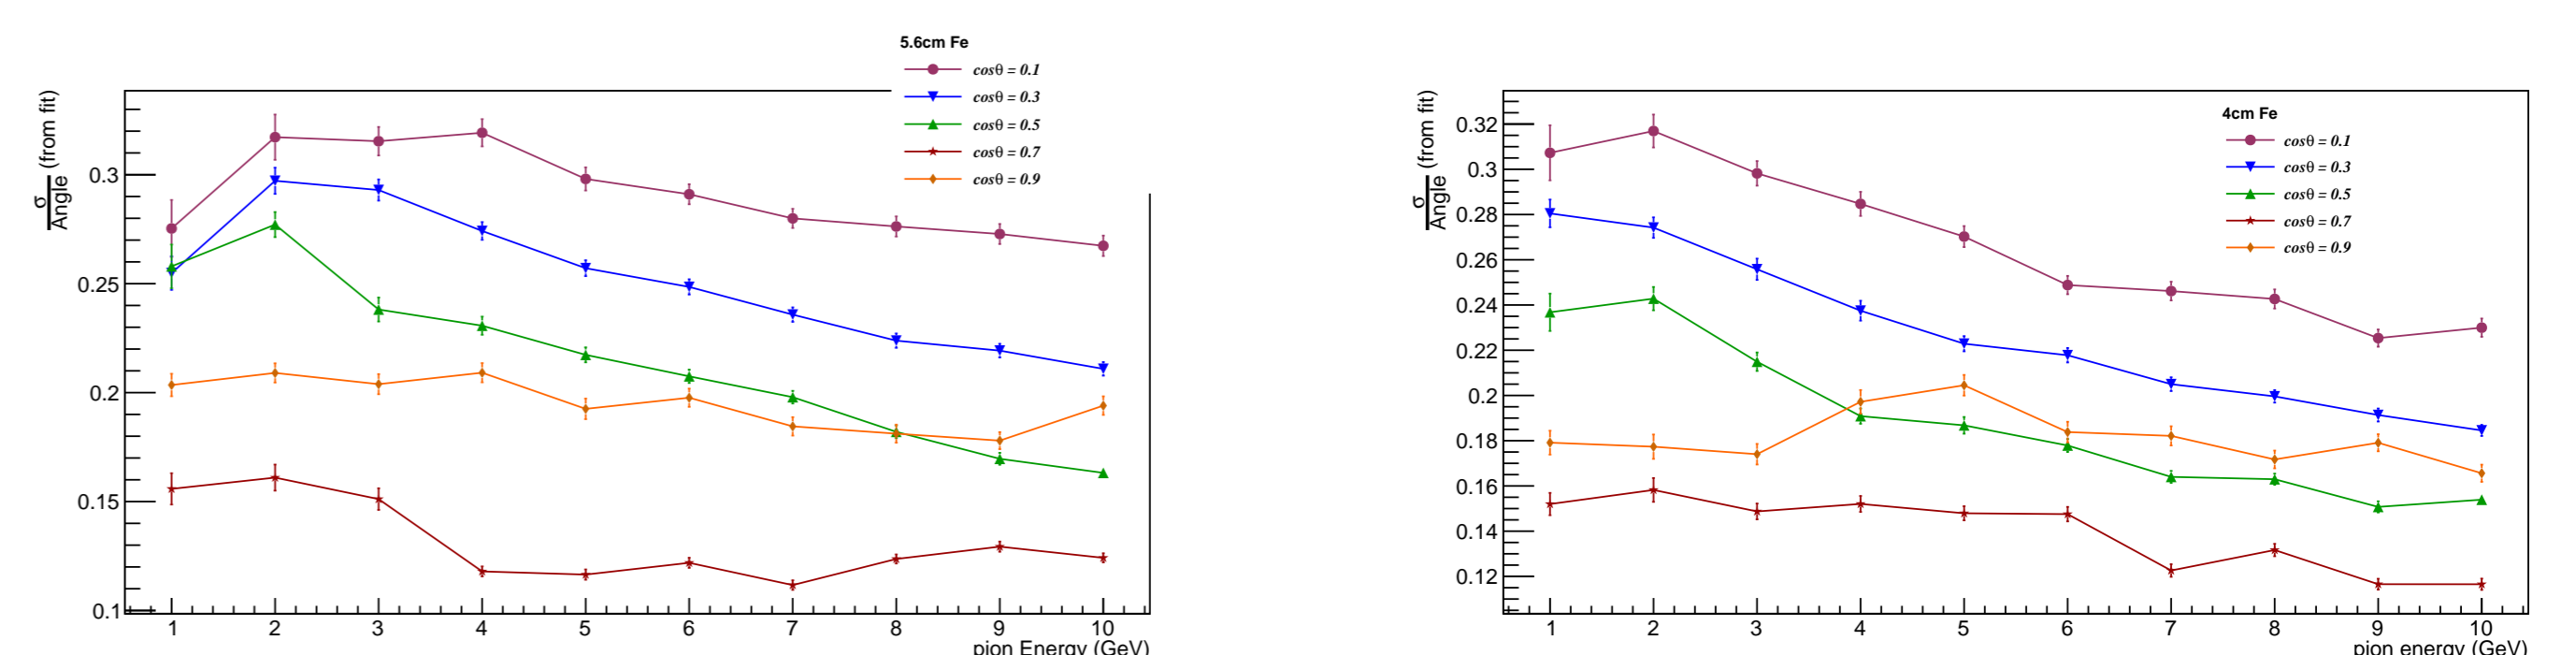 5.6cm Fe
cosθ = 0.1
cosθ = 0.3
cosθ = 0.5
cosθ = 0.7
cosθ = 0.9
σ
Angle (from fit)
0.3
0.25
0.2
0.15
0.1
1 2 3 4 5 6 7 8 9 10
pion Energy (GeV)
4cm Fe
cosθ = 0.1
cosθ = 0.3
cosθ = 0.5
cosθ = 0.7
cosθ = 0.9
σ
Angle (from fit)
0.32
0.3
0.28
0.26
0.24
0.22
0.2
0.18
0.16
0.14
0.12
1 2 3 4 5 6 7 8 9 10
pion energy (GeV)